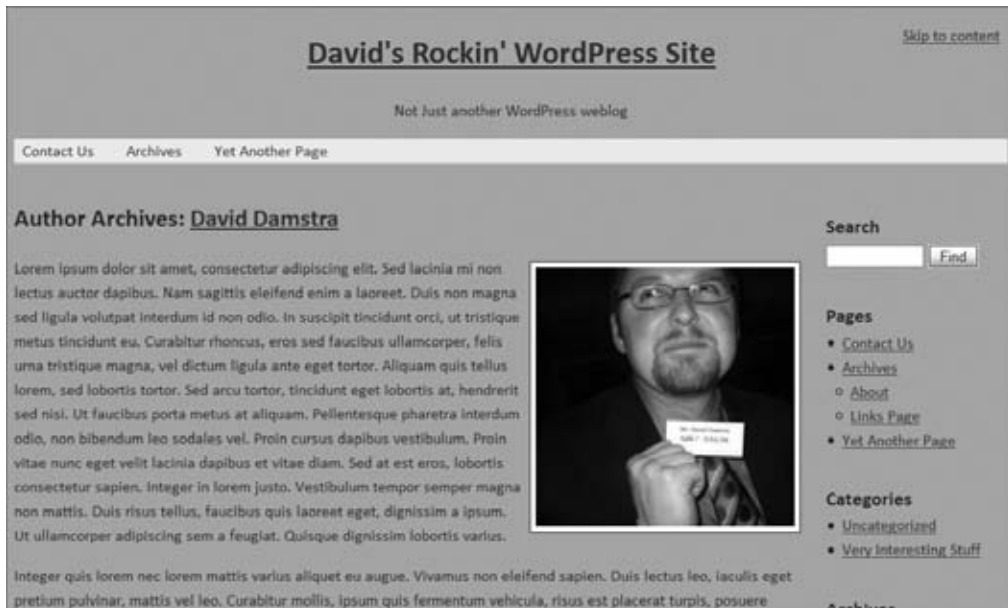 Skip to content
David's Rockin' WordPress Site
Not Just another WordPress weblog
Contact Us Archives Yet Another Page
Author Archives: David Damstra
Lorem ipsum dolor sit amet, consectetur adipiscing elit. Sed lacinia mi non
lectus auctor dapibus. Nam sagittis eleifend enim a laoreet. Duis non magna
sed ligula volutpat interdum id non odio. In suscipit tincidunt orci, ut tristique
metus tincidunt eu. Curabitur rhoncus, eros sed faucibus ullamcorper, felis
urna tristique magna, vel dictum ligula ante eget tortor. Aliquam quis tellus
lorem, sed lobortis tortor. Sed arcu tortor, tincidunt eget lobortis at, hendrerit
sed nisi. Ut faucibus porta metus at aliquam. Pellentesque pharetra interdum
odio, non bibendum leo sodales vel. Proin cursus dapibus vestibulum. Proin
vitae nunc eget velit lacinia dapibus et vitae diam. Sed at est eros, lobortis
consectetur sapien. Integer in lorem justo. Vestibulum tempor semper magna
non mattis. Duis risus tellus, faucibus quis laoreet eget, dignissim a ipsum.
Ut ullamcorper adipiscing sem a feugiat. Quisque dignissim lobortis varius.
Integer quis lorem nec lorem mattis varius aliquet eu augue. Vivamus non eleifend sapien. Duis lectus leo, iaculis eget
pretium pulvinar, mattis vel leo. Curabitur mollis, ipsum quis fermentum vehicula, risus est placerat turpis, posuere
Search
Find
Pages
• Contact Us
• Archives
○ About
○ Links Page
• Yet Another Page
Categories
• Uncategorized
• Very Interesting Stuff
Archives